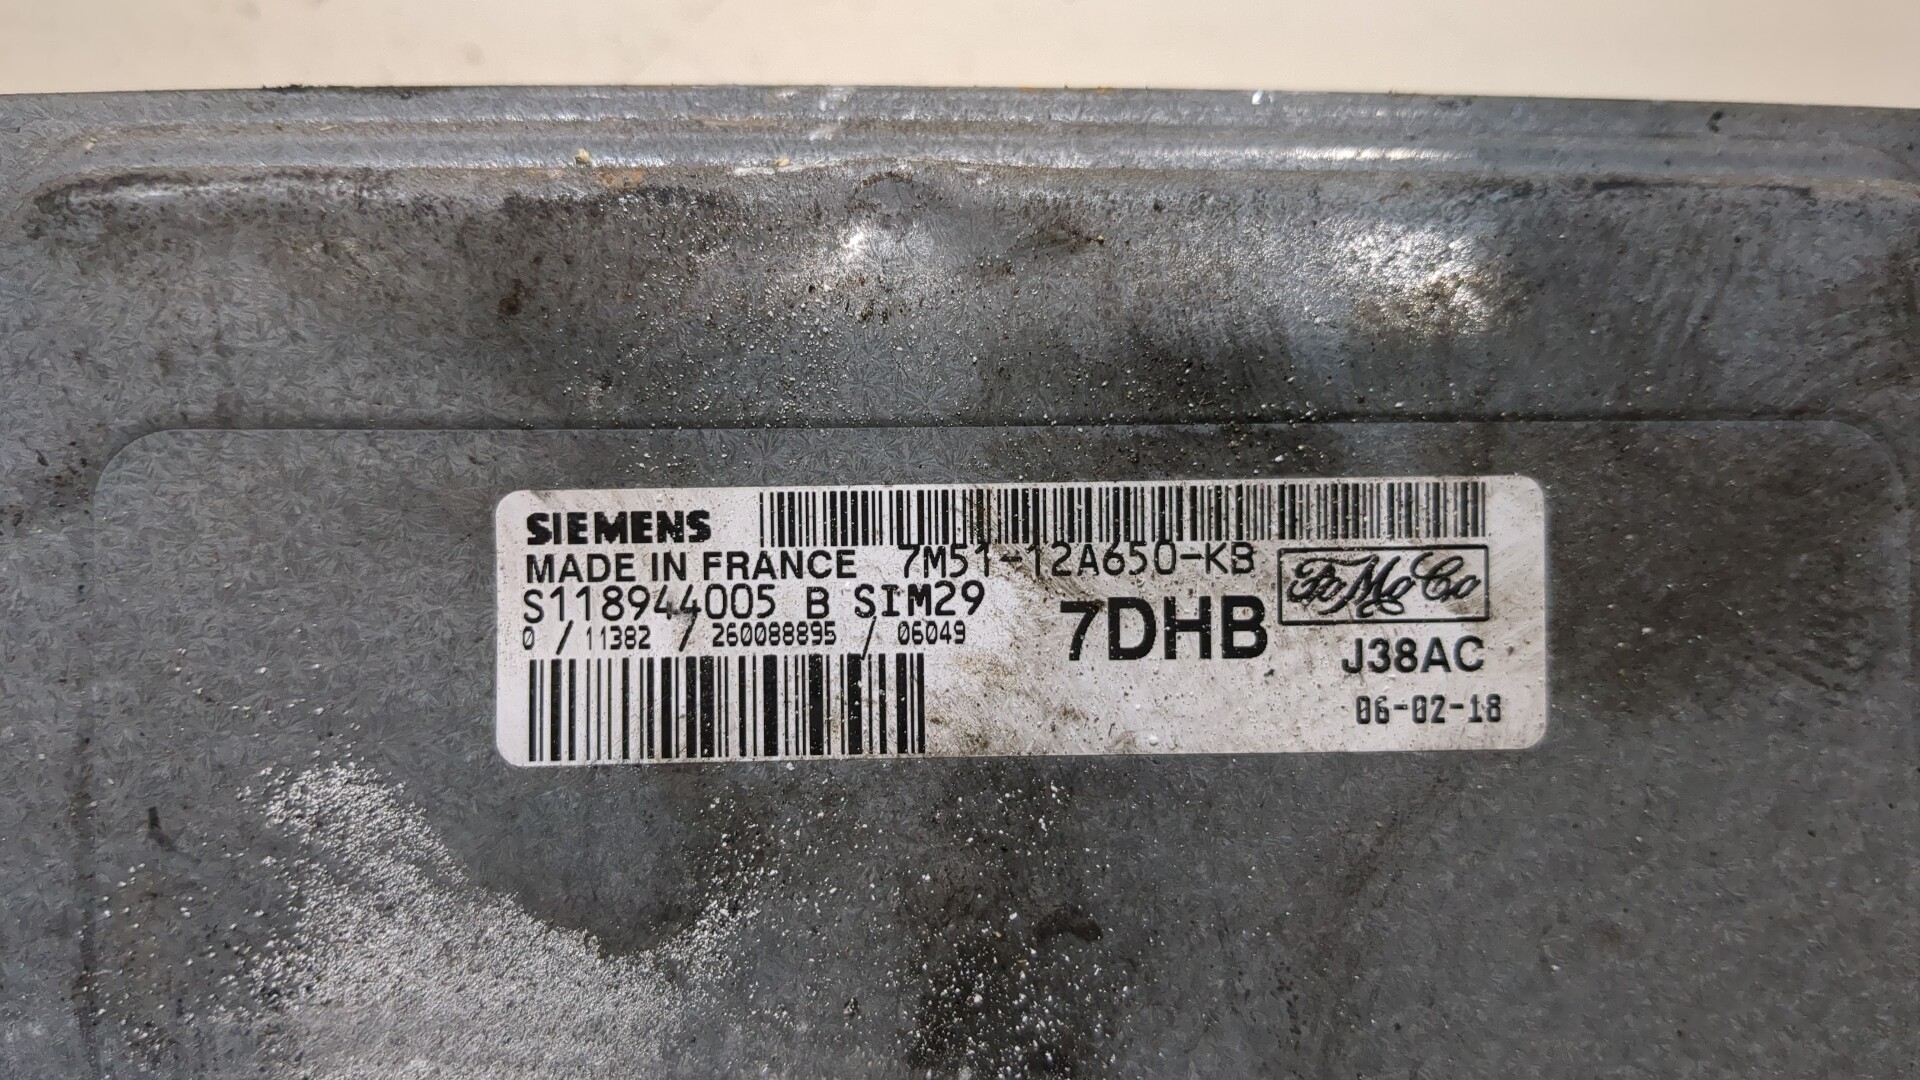 SIEMENS
MADE IN FRANCE 7M51-12A650-KB
S118944005 B SIM29
0 / 11382 / 260088895 / 06049
7DHB
FoMoCo
J38AC
06-02-18